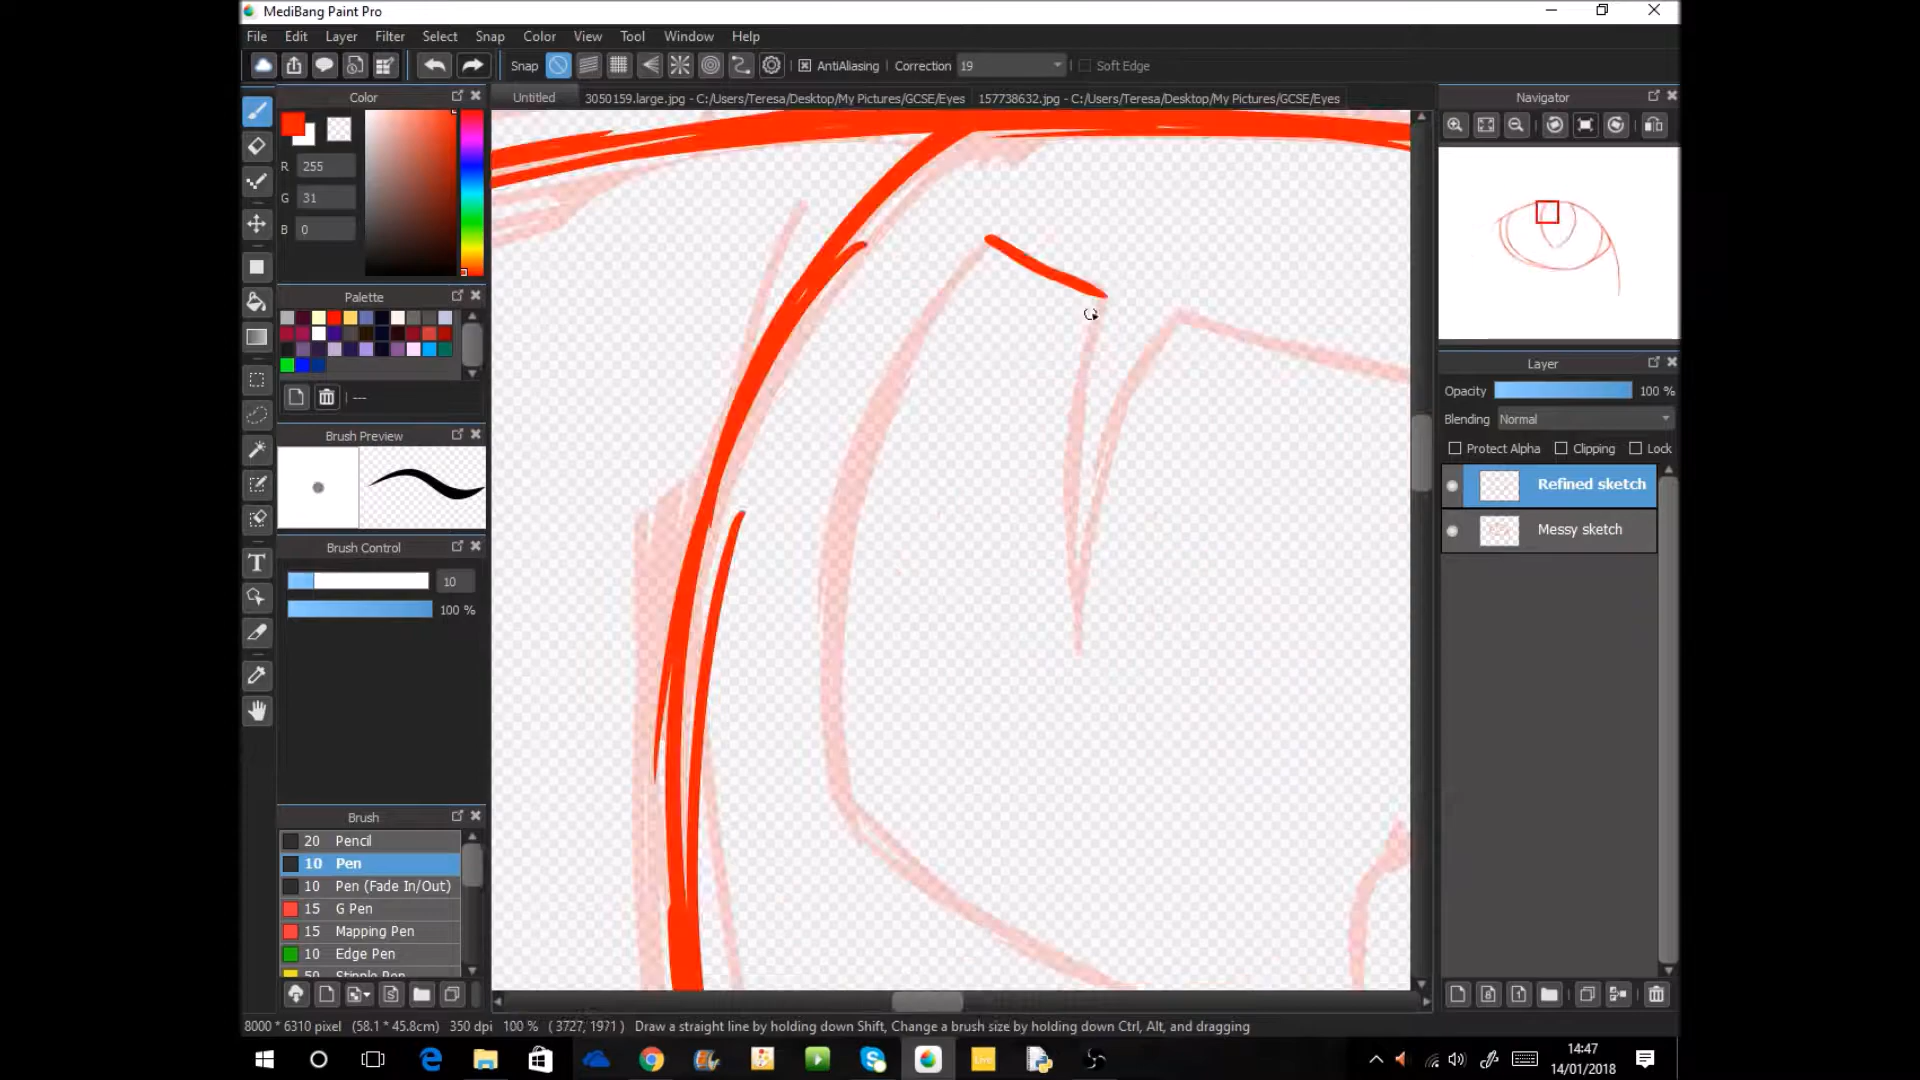 MediBang Paint Pro
File Edit Layer Filter Select Snap Color View Tool Window Help
Snap AntiAliasing Correction 19 Soft Edge
Color
Untitled 3050159.large.jpg - C:/Users/Teresa/Desktop/My Pictures/GCSE/Eyes 157738632.jpg - C:/Users/Teresa/Desktop/My Pictures/GCSE/Eyes
Navigator
R 255
G 31
B 0
Palette
---
Brush Preview
Brush Control
10
100 %
Brush
20 Pencil
10 Pen
10 Pen (Fade In/Out)
15 G Pen
15 Mapping Pen
10 Edge Pen
50 Stipple Pen
Layer
Opacity 100 %
Blending Normal
Protect Alpha Clipping Lock
Refined sketch
Messy sketch
8000 * 6310 pixel (58.1 * 45.8cm) 350 dpi 100 % ( 3727, 1971 ) Draw a straight line by holding down Shift, Change a brush size by holding down Ctrl, Alt, and dragging
14:47
14/01/2018